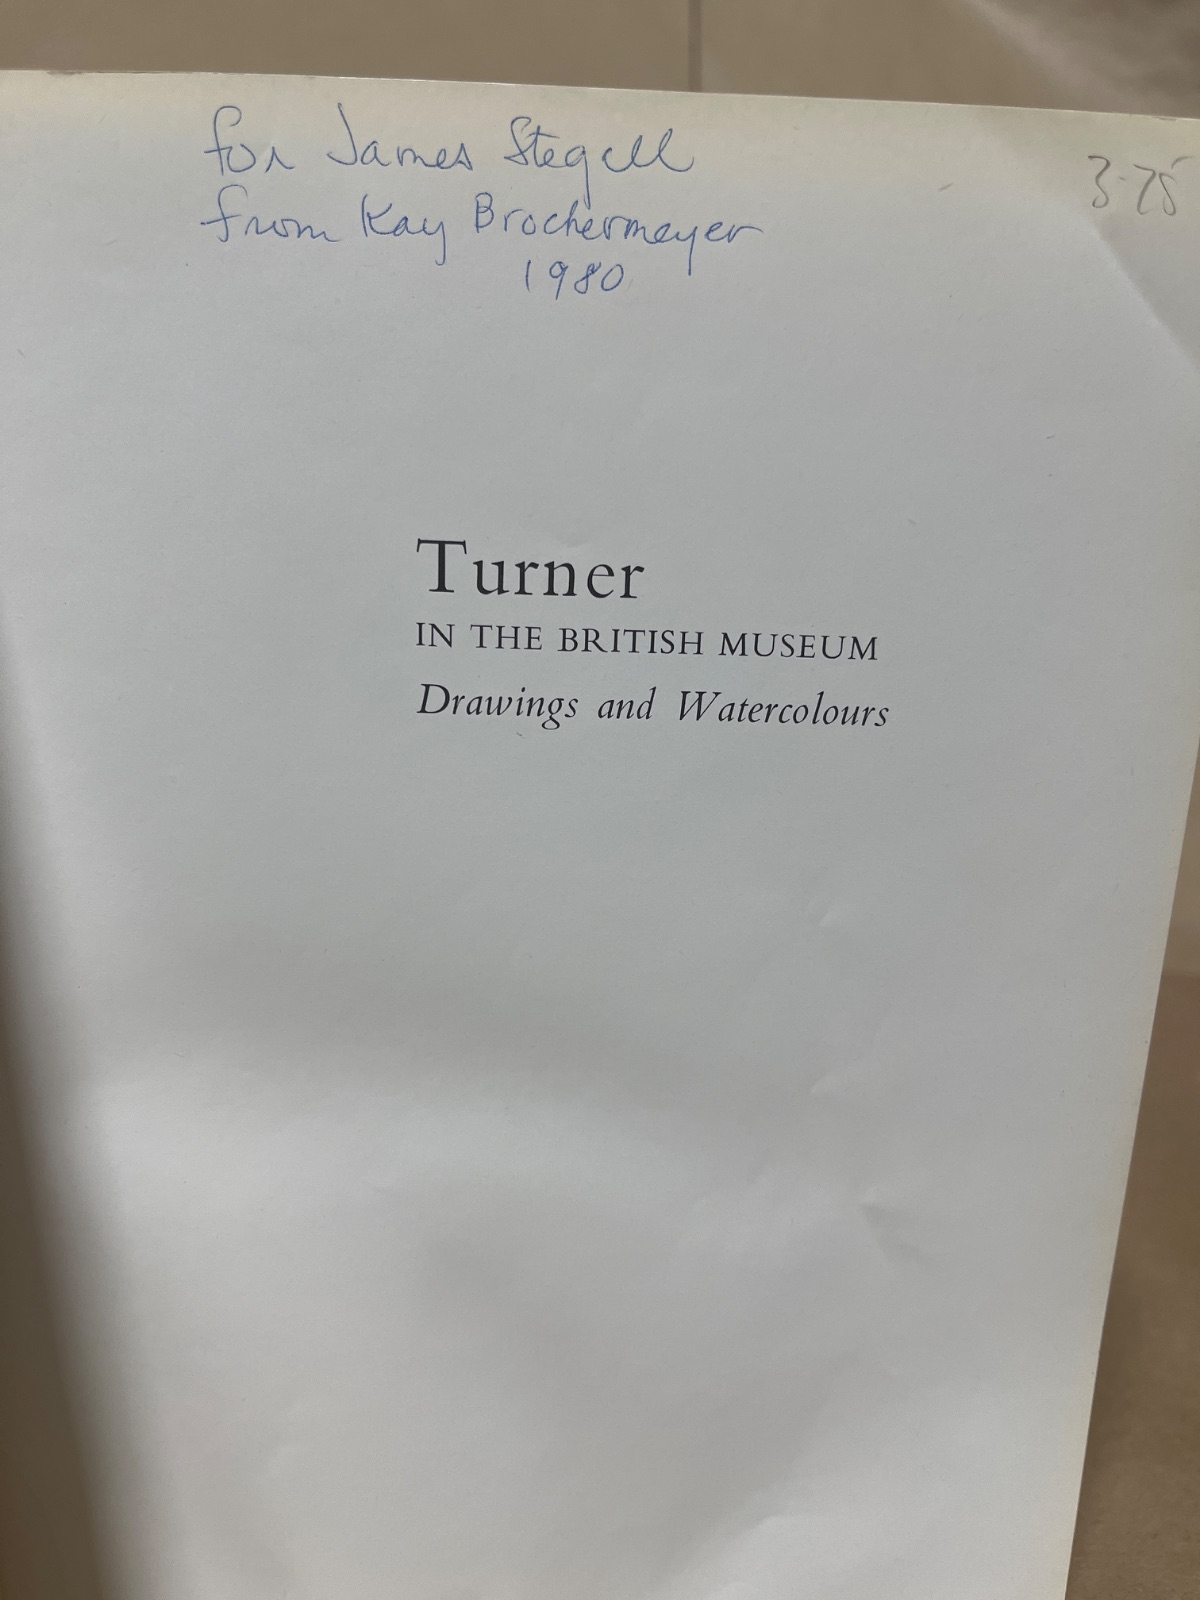 for James Stegall
from Kay Brochermeyer
1980
3.75
Turner
IN THE BRITISH MUSEUM
Drawings and Watercolours